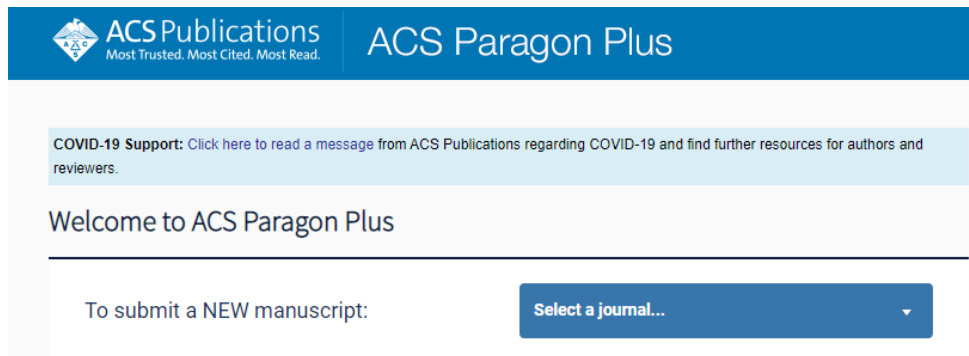 ACS Publications
Most Trusted. Most Cited. Most Read.
ACS Paragon Plus
COVID-19 Support: Click here to read a message from ACS Publications regarding COVID-19 and find further resources for authors and
reviewers.
Welcome to ACS Paragon Plus
To submit a NEW manuscript:
Select a journal...